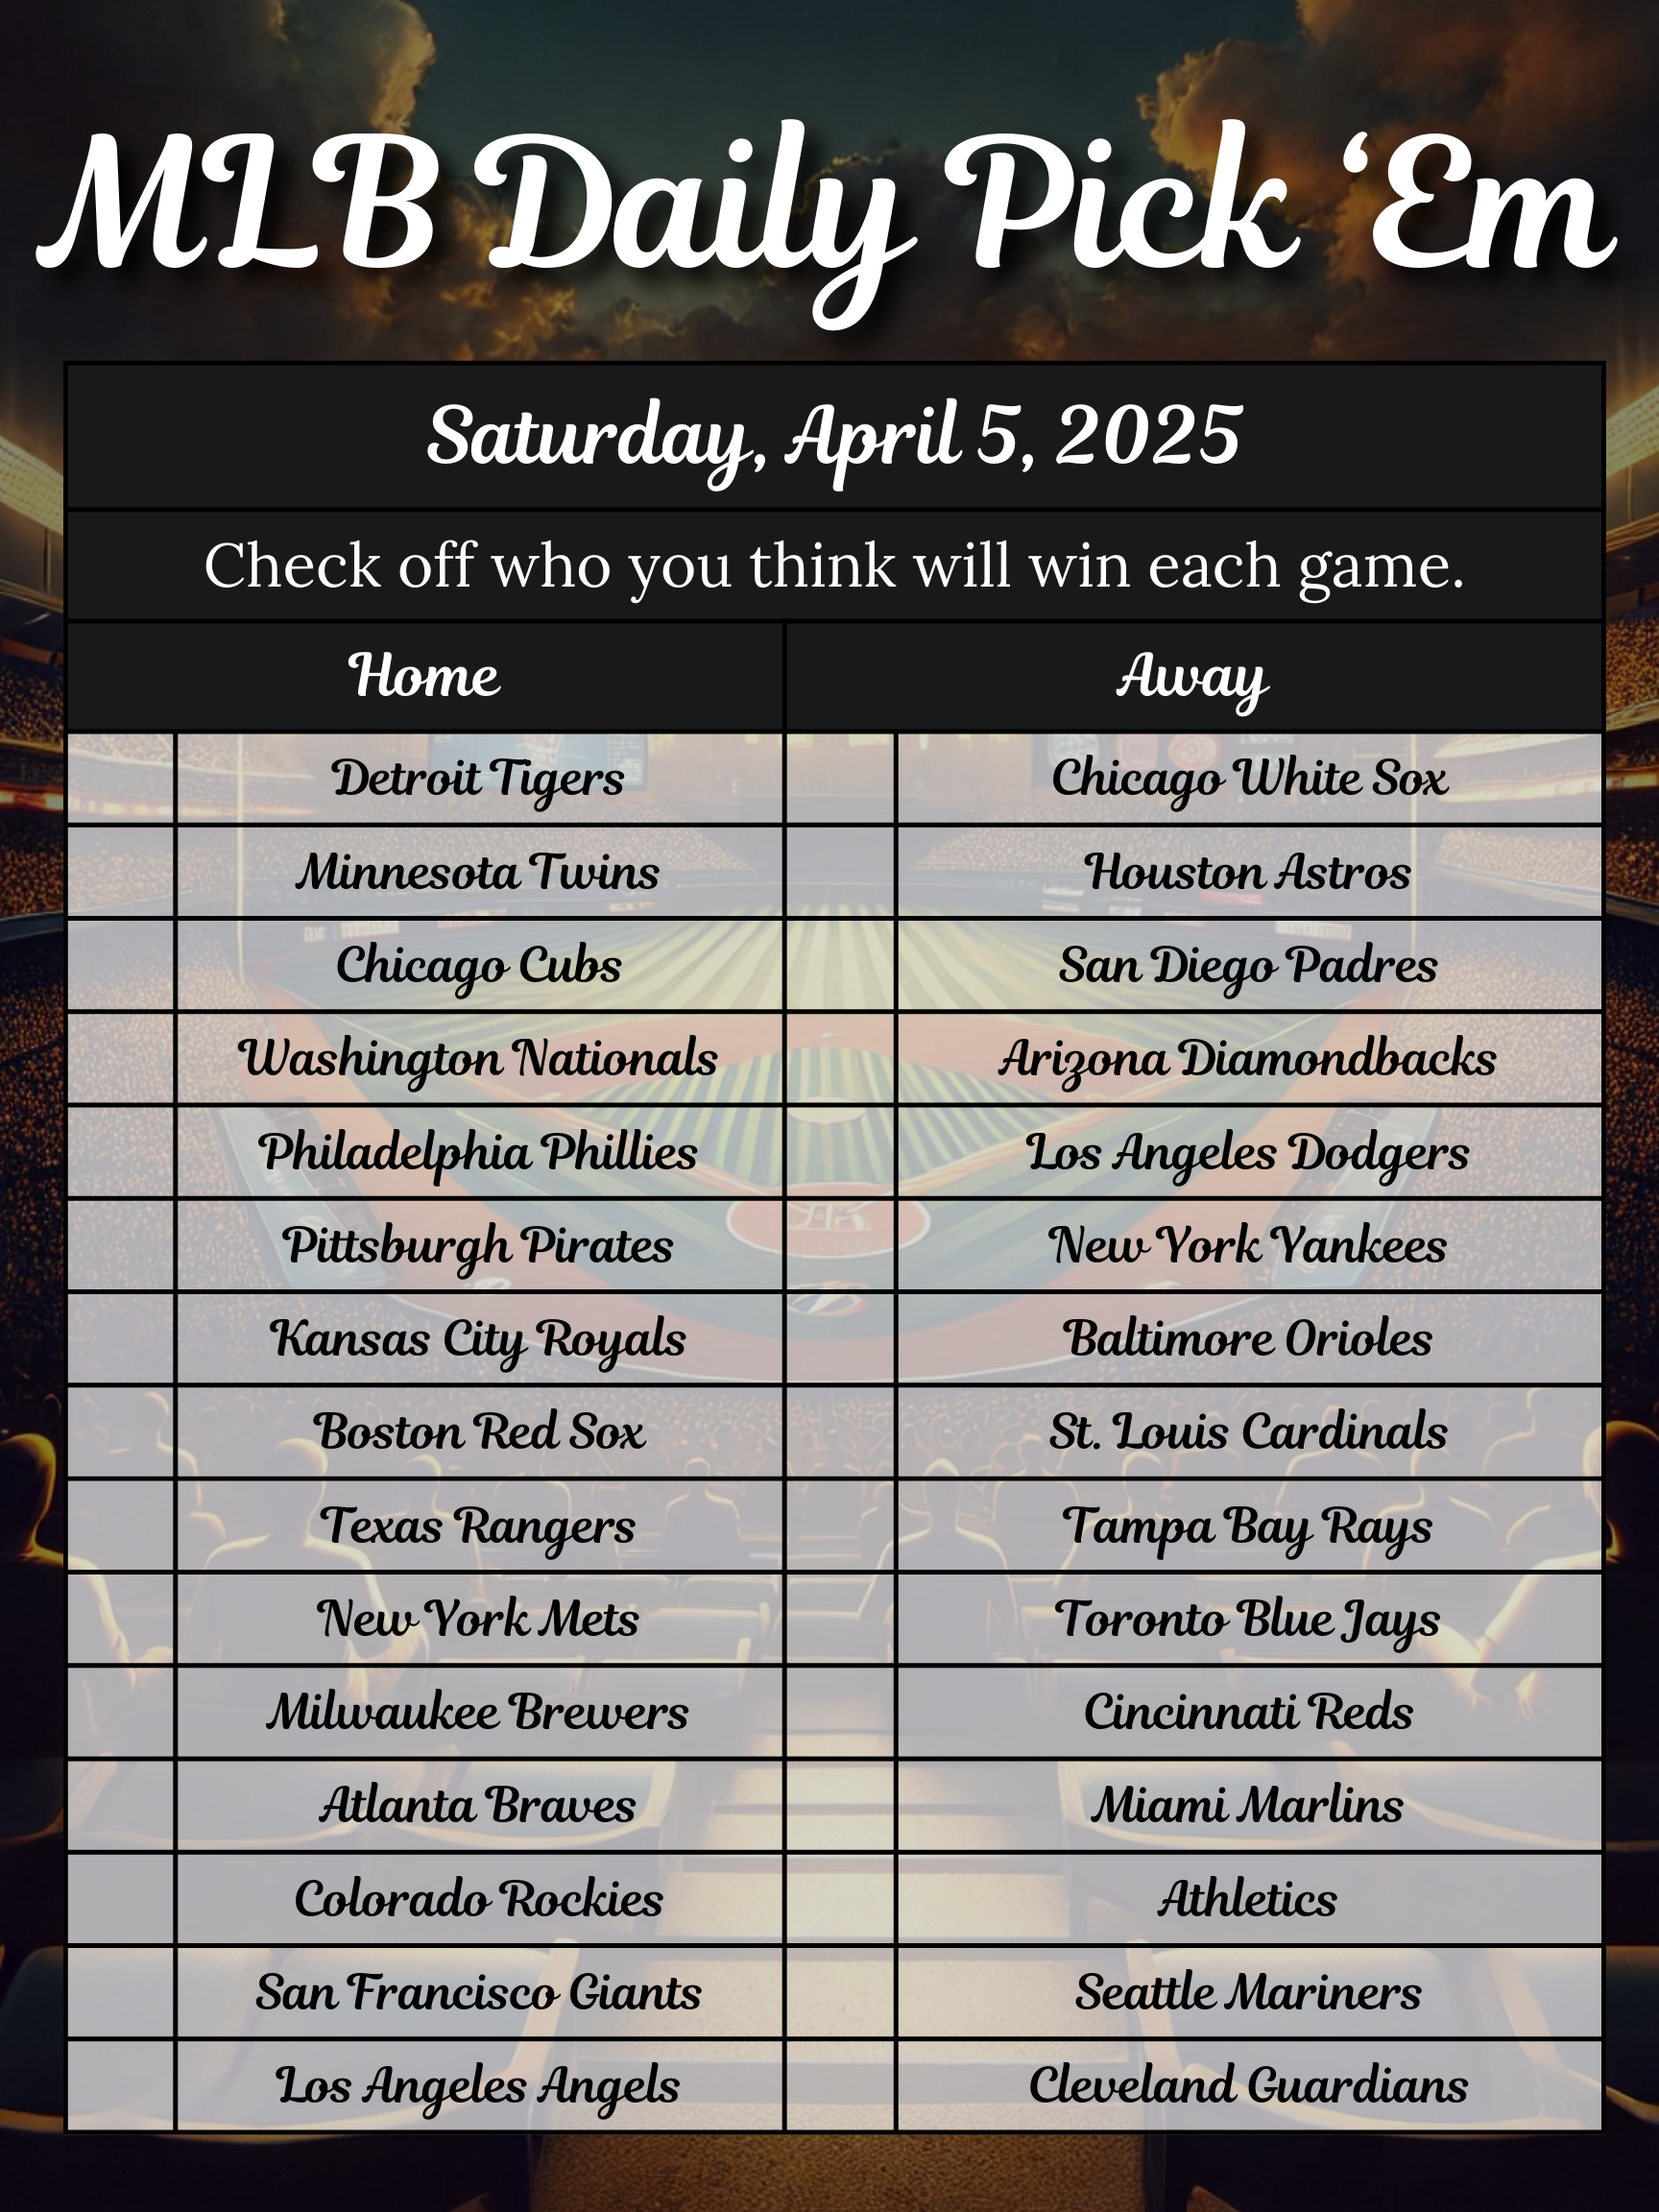 MLB Daily Pick ‘Em
Saturday, April 5, 2025
Check off who you think will win each game.
Home Away
Detroit Tigers Chicago White Sox
Minnesota Twins Houston Astros
Chicago Cubs San Diego Padres
Washington Nationals Arizona Diamondbacks
Philadelphia Phillies Los Angeles Dodgers
Pittsburgh Pirates New York Yankees
Kansas City Royals Baltimore Orioles
Boston Red Sox St. Louis Cardinals
Texas Rangers Tampa Bay Rays
New York Mets Toronto Blue Jays
Milwaukee Brewers Cincinnati Reds
Atlanta Braves Miami Marlins
Colorado Rockies Athletics
San Francisco Giants Seattle Mariners
Los Angeles Angels Cleveland Guardians